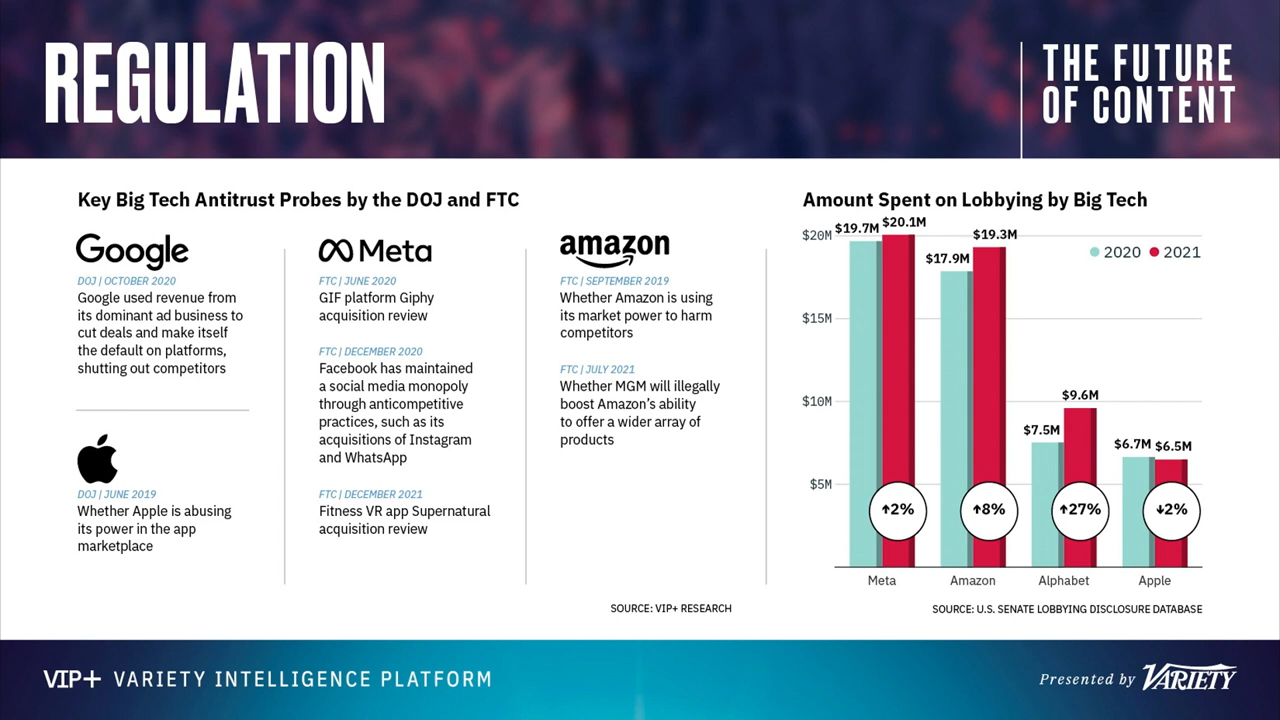 REGULATION
THE FUTURE
OF CONTENT
Key Big Tech Antitrust Probes by the DOJ and FTC
Google
DOJ | OCTOBER 2020
Google used revenue from
its dominant ad business to
cut deals and make itself
the default on platforms,
shutting out competitors
DOJ | JUNE 2019
Whether Apple is abusing
its power in the app
marketplace
Meta
FTC | JUNE 2020
GIF platform Giphy
acquisition review
FTC | DECEMBER 2020
Facebook has maintained
a social media monopoly
through anticompetitive
practices, such as its
acquisitions of Instagram
and WhatsApp
FTC | DECEMBER 2021
Fitness VR app Supernatural
acquisition review
amazon
FTC | SEPTEMBER 2019
Whether Amazon is using
its market power to harm
competitors
FTC | JULY 2021
Whether MGM will illegally
boost Amazon's ability
to offer a wider array of
products
SOURCE: VIP+ RESEARCH
Amount Spent on Lobbying by Big Tech
2020 2021
$20M
$15M
$10M
$5M
$19.7M $20.1M
$17.9M $19.3M
$7.5M $9.6M
$6.7M $6.5M
↑2% ↑8% ↑27% ↓2%
Meta Amazon Alphabet Apple
SOURCE: U.S. SENATE LOBBYING DISCLOSURE DATABASE
VIP+ VARIETY INTELLIGENCE PLATFORM
Presented by VARIETY